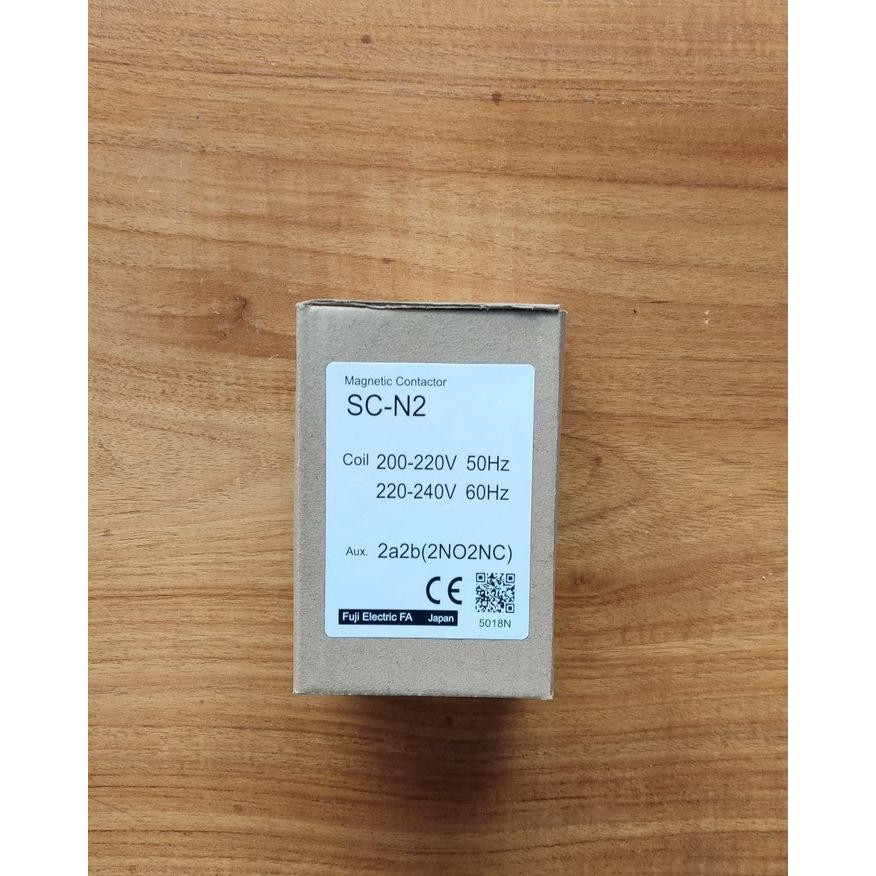 Magnetic Contactor
SC-N2
Coil 200-220V 50Hz
220-240V 60Hz
Aux. 2a2b(2NO2NC)
CE
Fuji Electric FA Japan
5018N